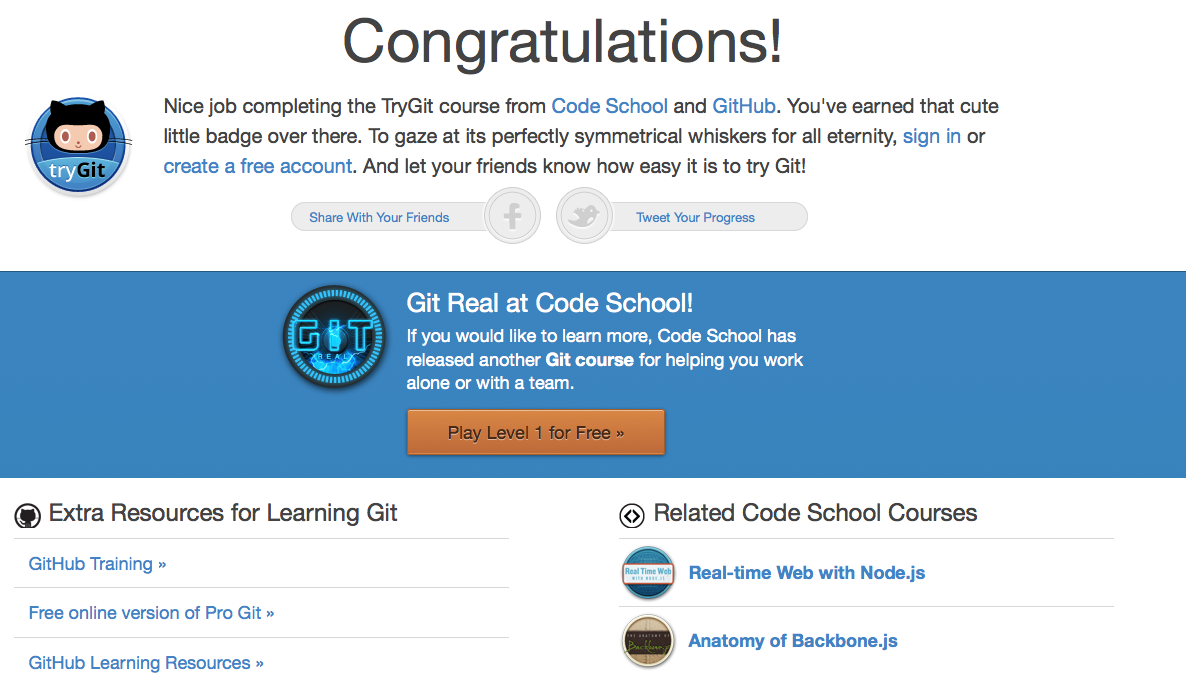 Congratulations!
Nice job completing the TryGit course from Code School and GitHub. You've earned that cute
little badge over there. To gaze at its perfectly symmetrical whiskers for all eternity, sign in or
create a free account. And let your friends know how easy it is to try Git!
tryGit
Share With Your Friends
Tweet Your Progress
GIT
REAL
Git Real at Code School!
If you would like to learn more, Code School has
released another Git course for helping you work
alone or with a team.
Play Level 1 for Free »
Extra Resources for Learning Git
GitHub Training »
Free online version of Pro Git »
GitHub Learning Resources »
Related Code School Courses
Real Time Web
WITH NODE.JS
Real-time Web with Node.js
THE ANATOMY OF
Backbone.js
Anatomy of Backbone.js